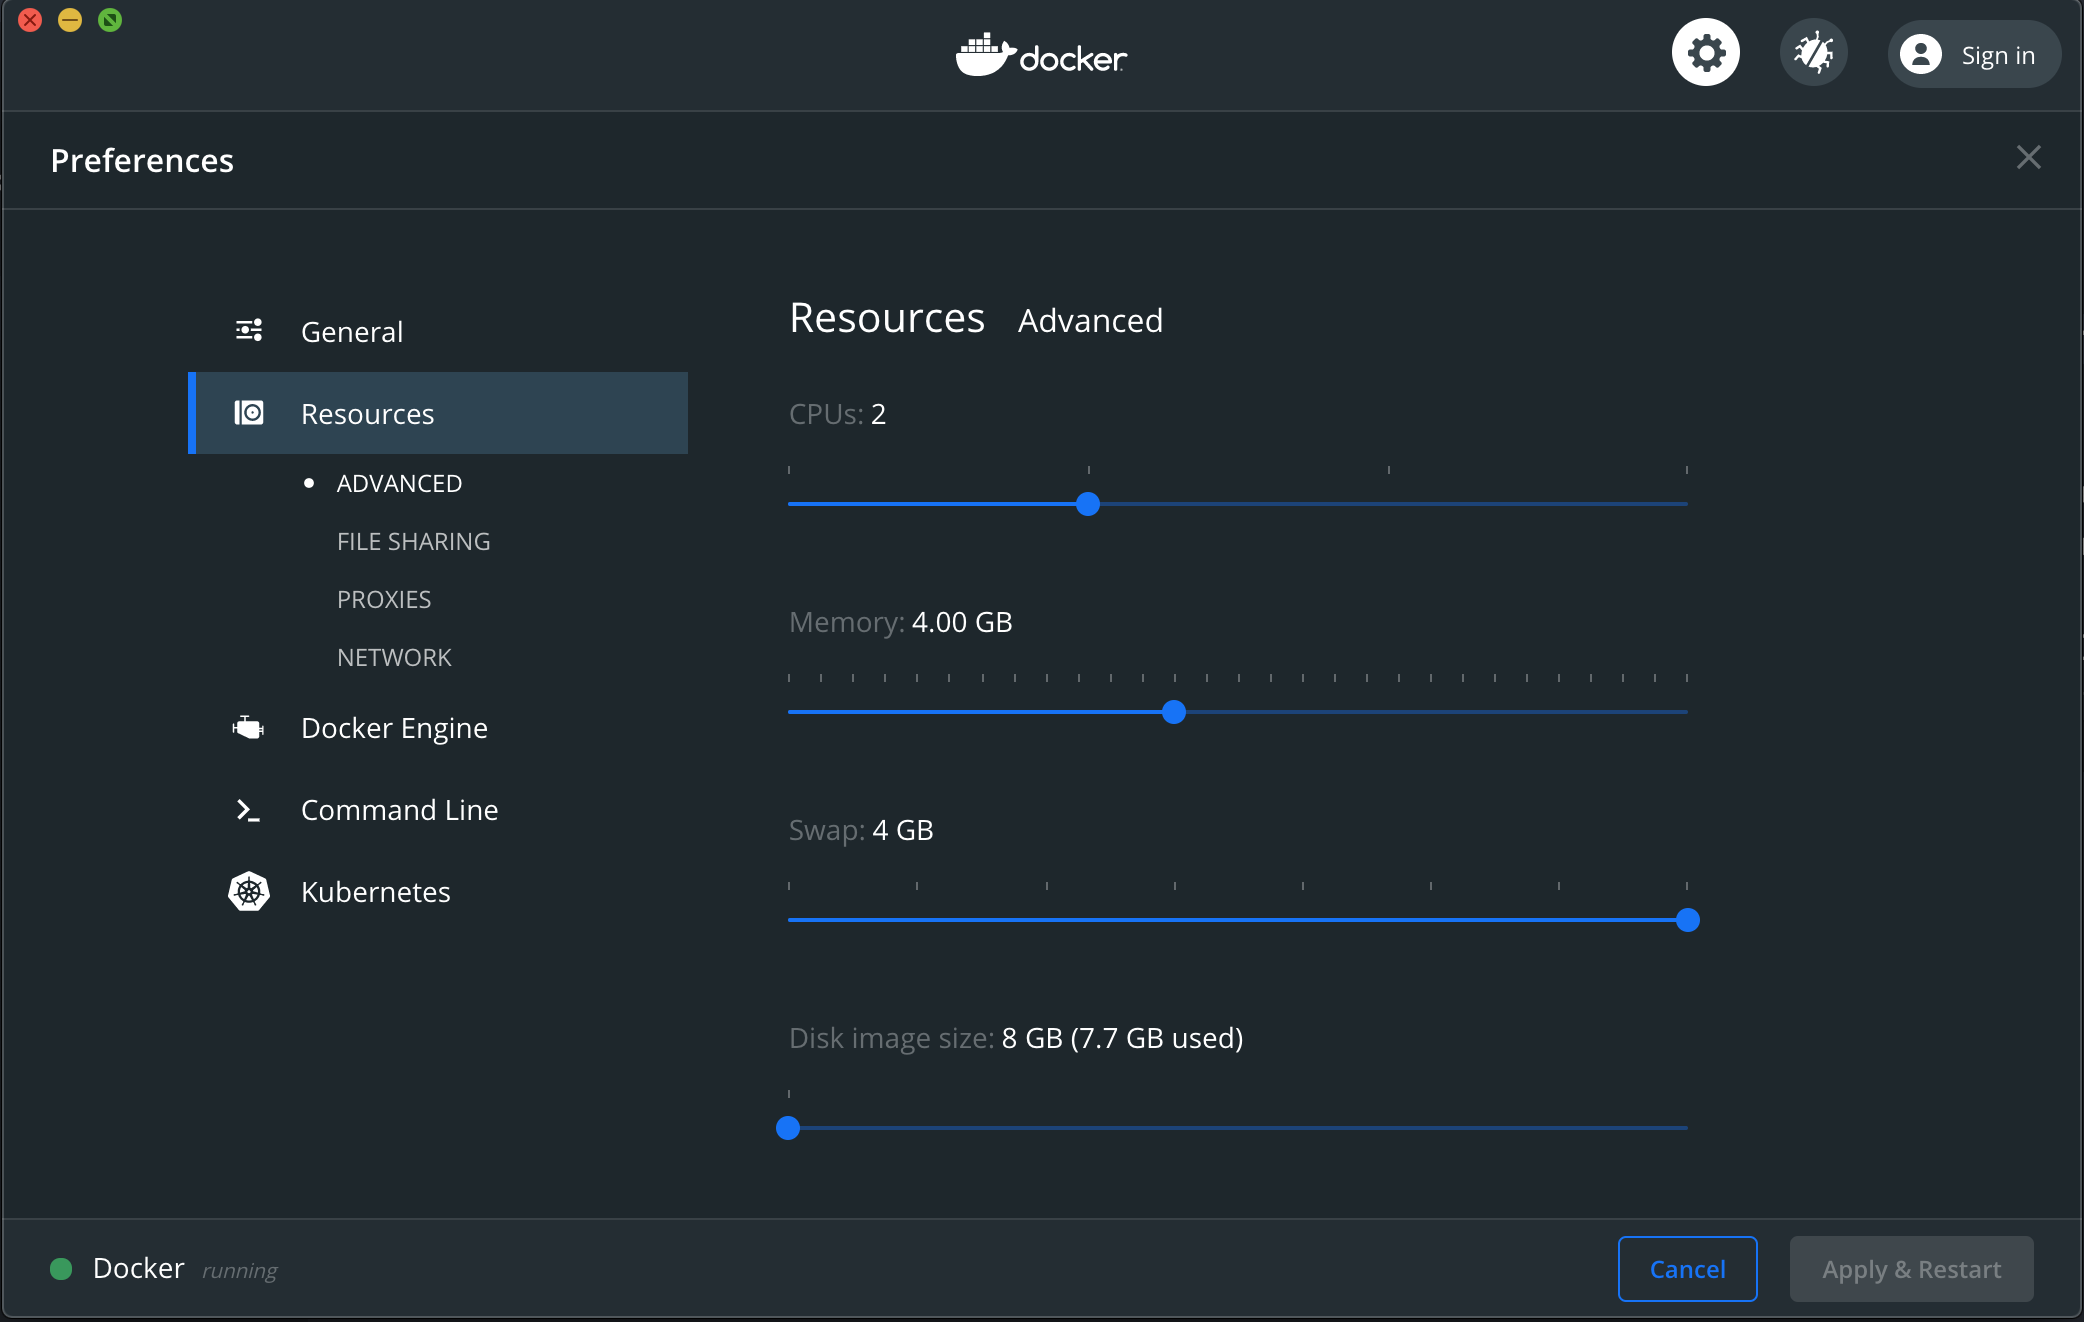 docker
Sign in
Preferences
General
Resources
ADVANCED
FILE SHARING
PROXIES
NETWORK
Docker Engine
Command Line
Kubernetes
Resources Advanced
CPUs: 2
Memory: 4.00 GB
Swap: 4 GB
Disk image size: 8 GB (7.7 GB used)
Docker running
Cancel
Apply & Restart